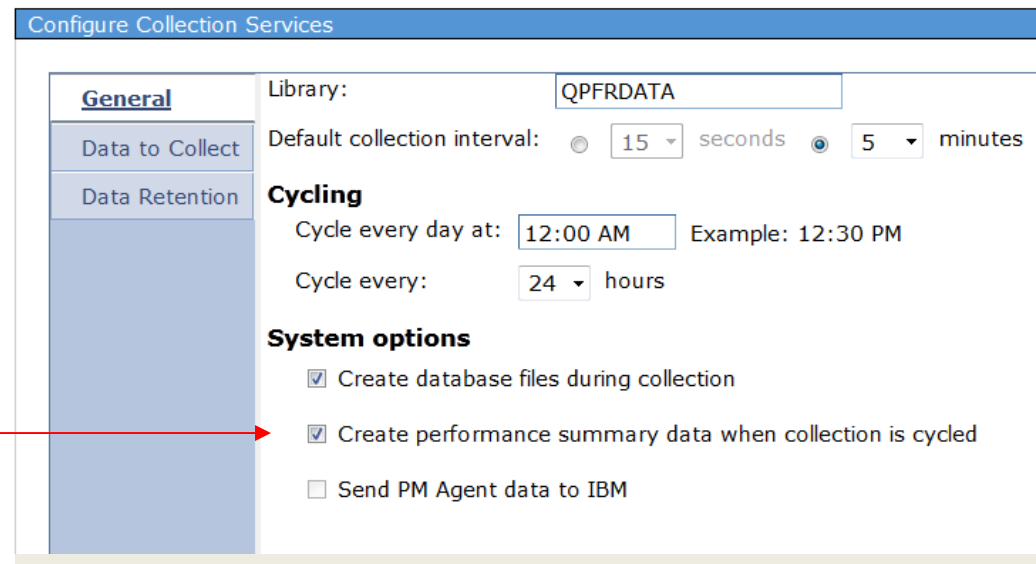 Configure Collection Services
General
Data to Collect
Data Retention
Library: QPFRDATA
Default collection interval: 15 seconds 5 minutes
Cycling
Cycle every day at: 12:00 AM Example: 12:30 PM
Cycle every: 24 hours
System options
Create database files during collection
Create performance summary data when collection is cycled
Send PM Agent data to IBM